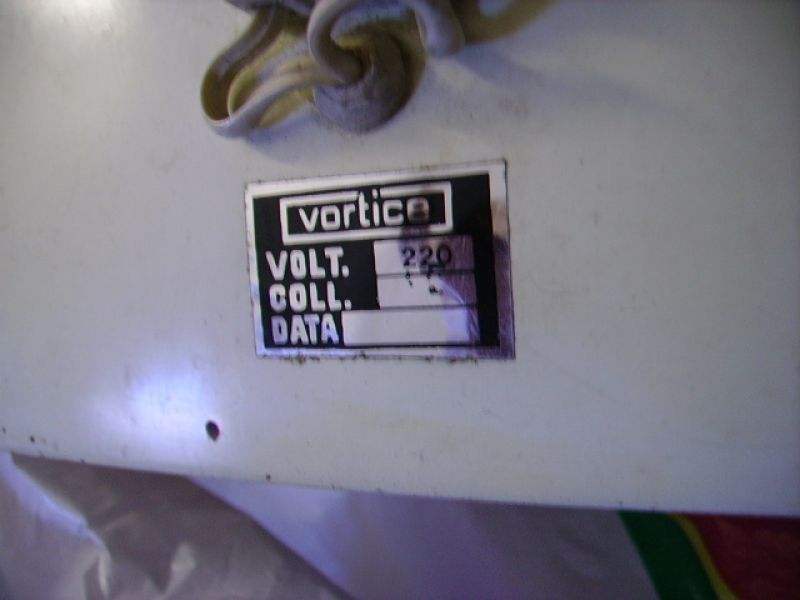 vortice
VOLT. 220
COLL.
DATA